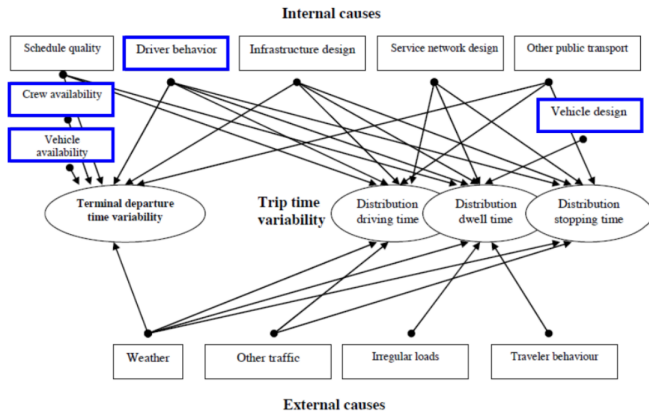 Internal causes
Schedule quality
Driver behavior
Infrastructure design
Service network design
Other public transport
Crew availability
Vehicle design
Vehicle
availability
Terminal departure
time variability
Trip time
variability
Distribution
driving time
Distribution
dwell time
Distribution
stopping time
Weather
Other traffic
Irregular loads
Traveler behaviour
External causes